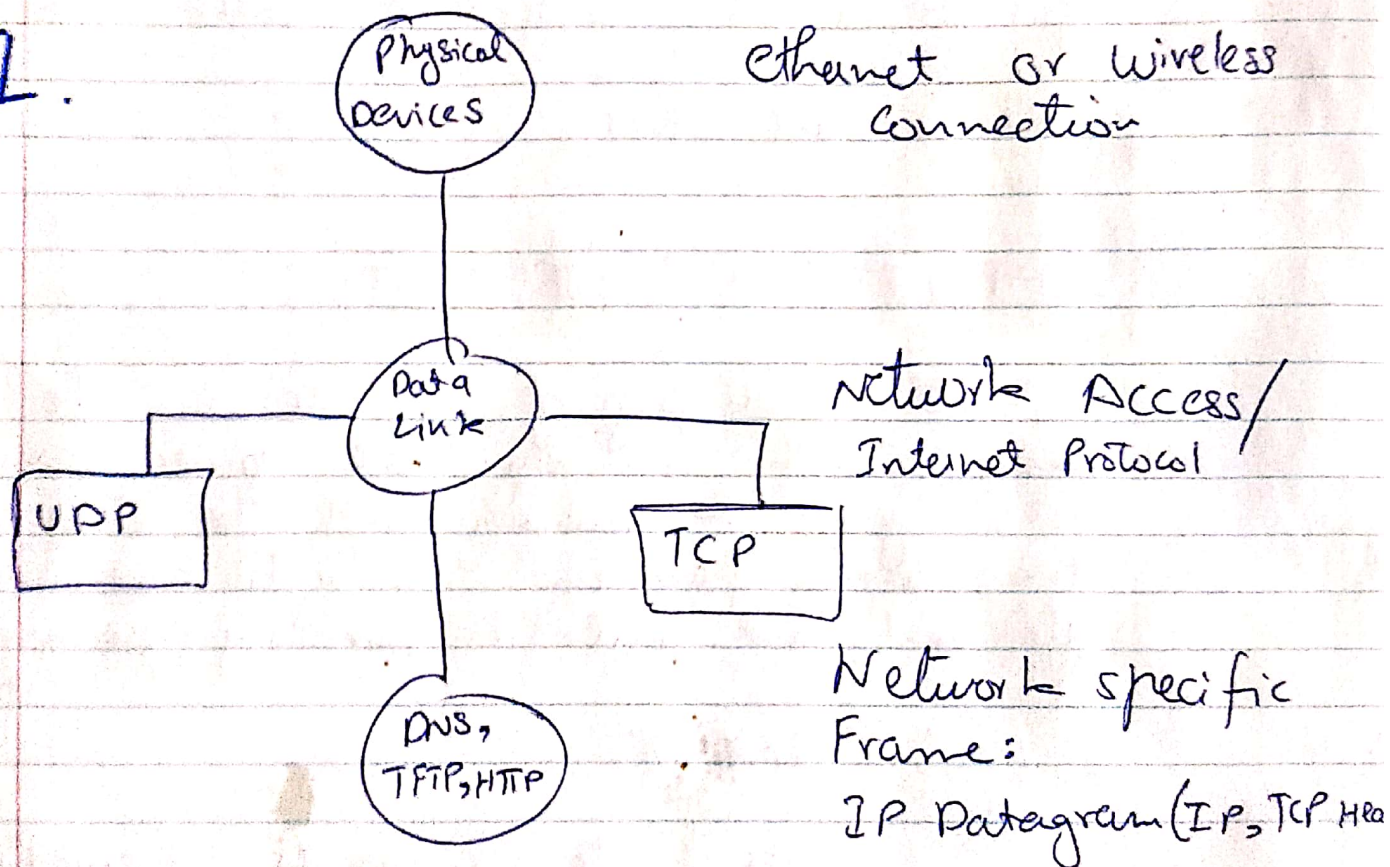 1.
Physical
Devices
Ethernet or Wireless
Connection
Data
Link
Network Access/
Internet Protocol
UDP
TCP
Network specific
Frame:
DNS,
TFTP, HTTP
IP Datagram (IP, TCP Hea